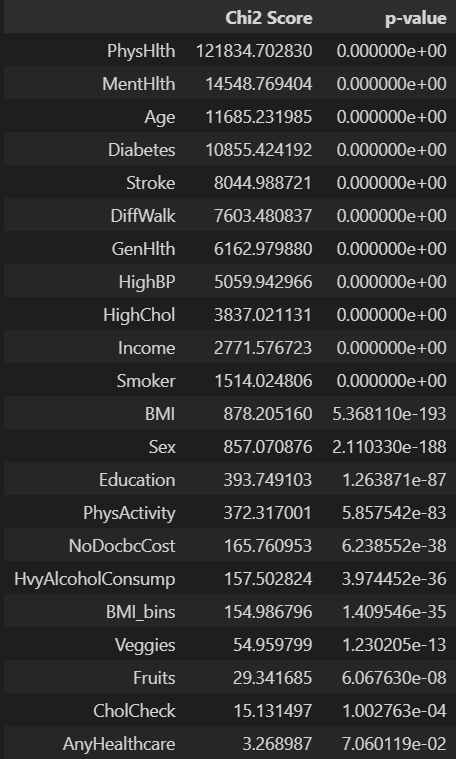 Chi2 Score p-value
PhysHlth 121834.702830 0.000000e+00
MentHlth 14548.769404 0.000000e+00
Age 11685.231985 0.000000e+00
Diabetes 10855.424192 0.000000e+00
Stroke 8044.988721 0.000000e+00
DiffWalk 7603.480837 0.000000e+00
GenHlth 6162.979880 0.000000e+00
HighBP 5059.942966 0.000000e+00
HighChol 3837.021131 0.000000e+00
Income 2771.576723 0.000000e+00
Smoker 1514.024806 0.000000e+00
BMI 878.205160 5.368110e-193
Sex 857.070876 2.110330e-188
Education 393.749103 1.263871e-87
PhysActivity 372.317001 5.857542e-83
NoDocbcCost 165.760953 6.238552e-38
HvyAlcoholConsump 157.502824 3.974452e-36
BMI_bins 154.986796 1.409546e-35
Veggies 54.959799 1.230205e-13
Fruits 29.341685 6.067630e-08
CholCheck 15.131497 1.002763e-04
AnyHealthcare 3.268987 7.060119e-02